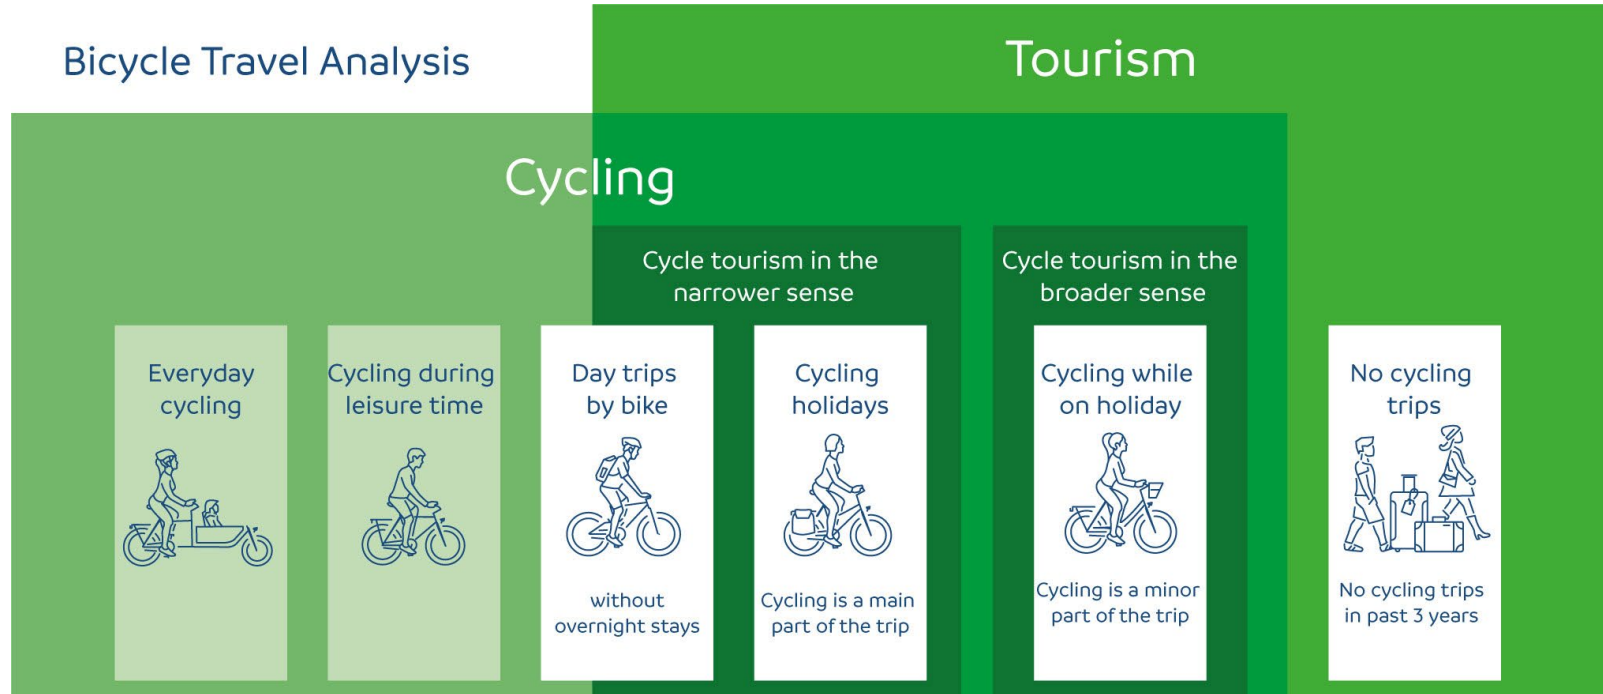 Bicycle Travel Analysis
Tourism
Cycling
Cycle tourism in the
narrower sense
Cycle tourism in the
broader sense
Everyday
cycling
Cycling during
leisure time
Day trips
by bike
without
overnight stays
Cycling
holidays
Cycling is a main
part of the trip
Cycling while
on holiday
Cycling is a minor
part of the trip
No cycling
trips
No cycling trips
in past 3 years